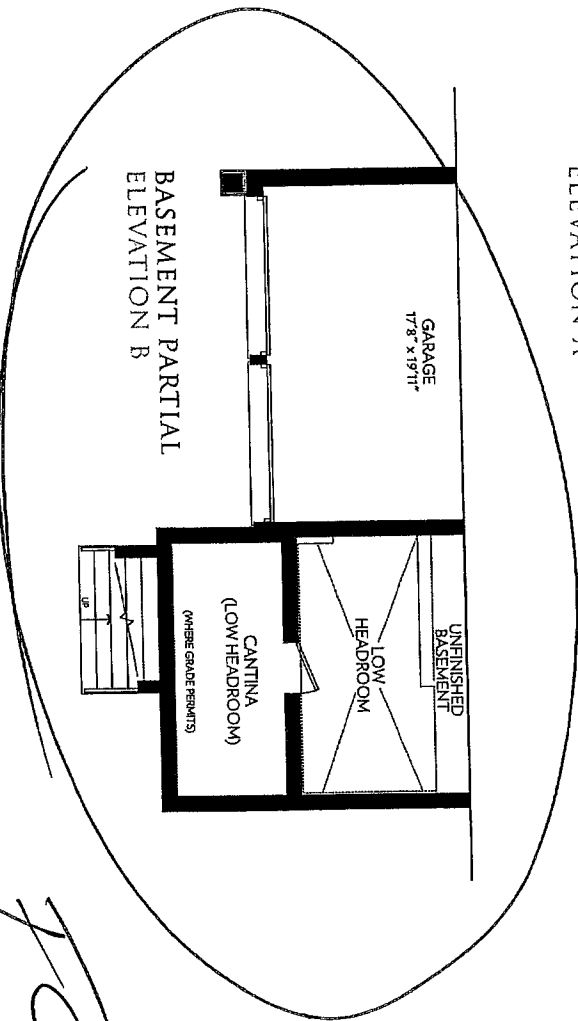 ELEVATION A
GARAGE
17'8" x 19'11"
UNFINISHED
BASEMENT
LOW
HEADROOM
CANTINA
(LOW HEADROOM)
(WHERE GRADE PERMITS)
UP
BASEMENT PARTIAL
ELEVATION B